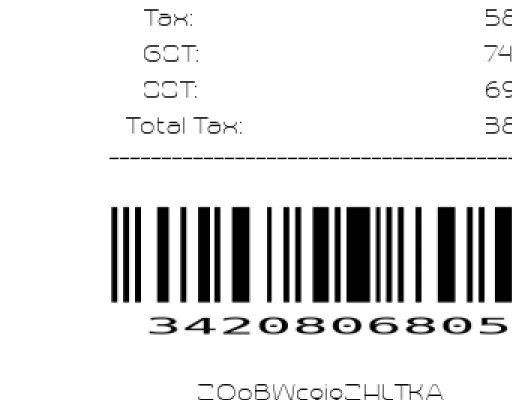 Tax: 58
GST: 74
SST: 69
Total Tax: 38
3420806805
ZOoBWcoioZHLTKA